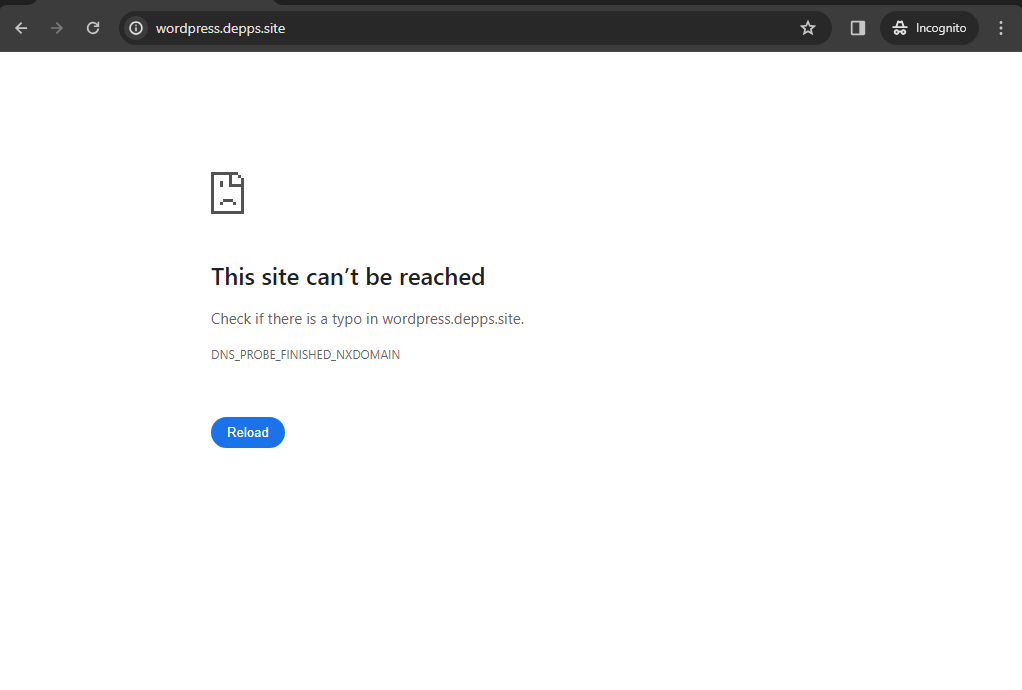 wordpress.depps.site
Incognito
This site can’t be reached
Check if there is a typo in wordpress.depps.site.
DNS_PROBE_FINISHED_NXDOMAIN
Reload